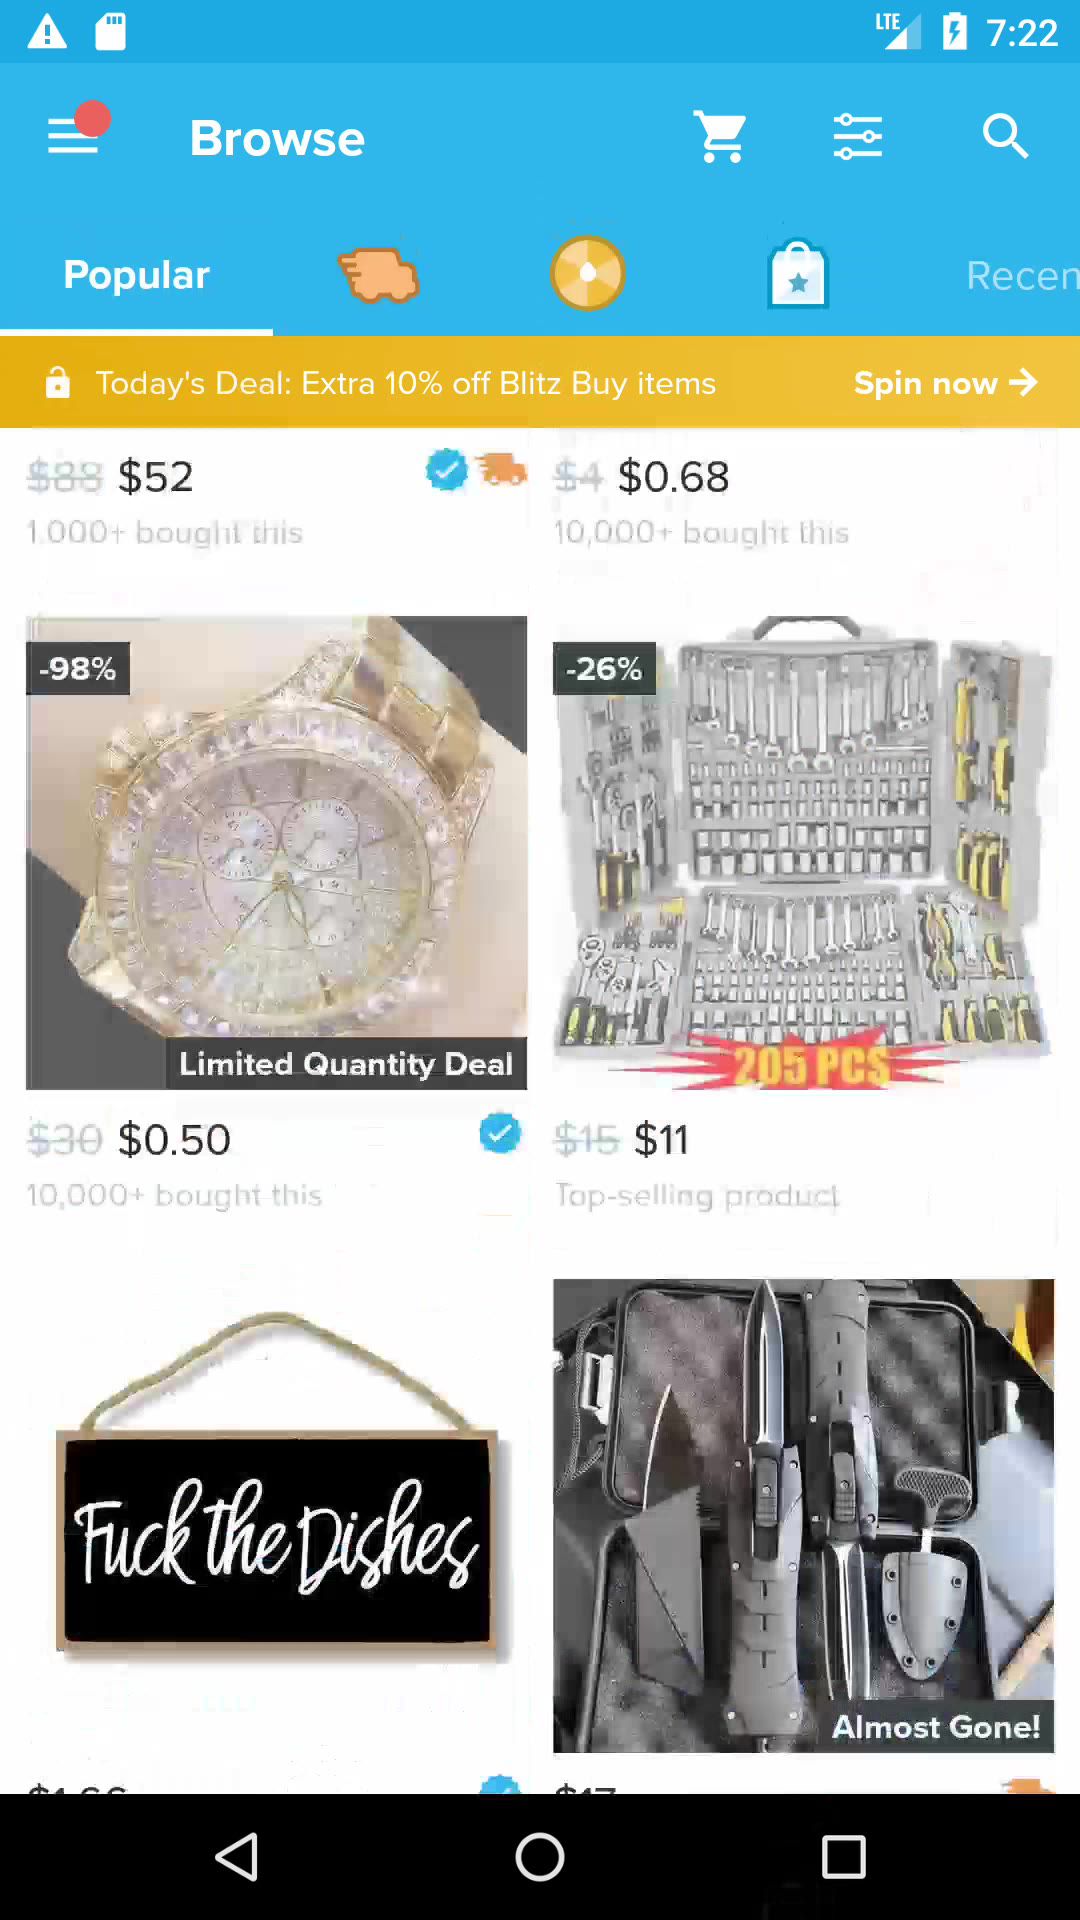 LTE 7:22
Browse
Popular Recen
Today's Deal: Extra 10% off Blitz Buy items Spin now →
$88 $52
1,000+ bought this
$4 $0.68
10,000+ bought this
-98%
Limited Quantity Deal
$30 $0.50
10,000+ bought this
-26%
205 PCS
$15 $11
Top-selling product
Fuck the Dishes
Almost Gone!
$17